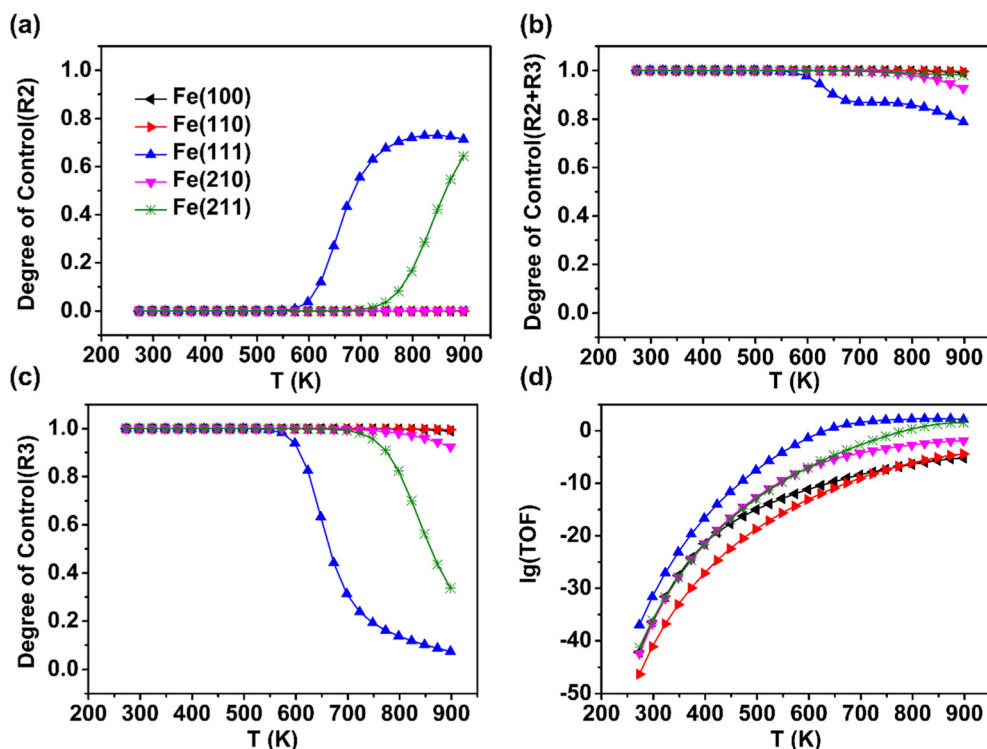 (a)
Degree of Control(R2)
1.0
0.8
0.6
0.4
0.2
0.0
Fe(100)
Fe(110)
Fe(111)
Fe(210)
Fe(211)
200 300 400 500 600 700 800 900
T (K)
(b)
Degree of Control(R2+R3)
1.0
0.8
0.6
0.4
0.2
0.0
200 300 400 500 600 700 800 900
T (K)
(c)
Degree of Control(R3)
1.0
0.8
0.6
0.4
0.2
0.0
200 300 400 500 600 700 800 900
T (K)
(d)
lg(TOF)
0
-10
-20
-30
-40
-50
200 300 400 500 600 700 800 900
T (K)